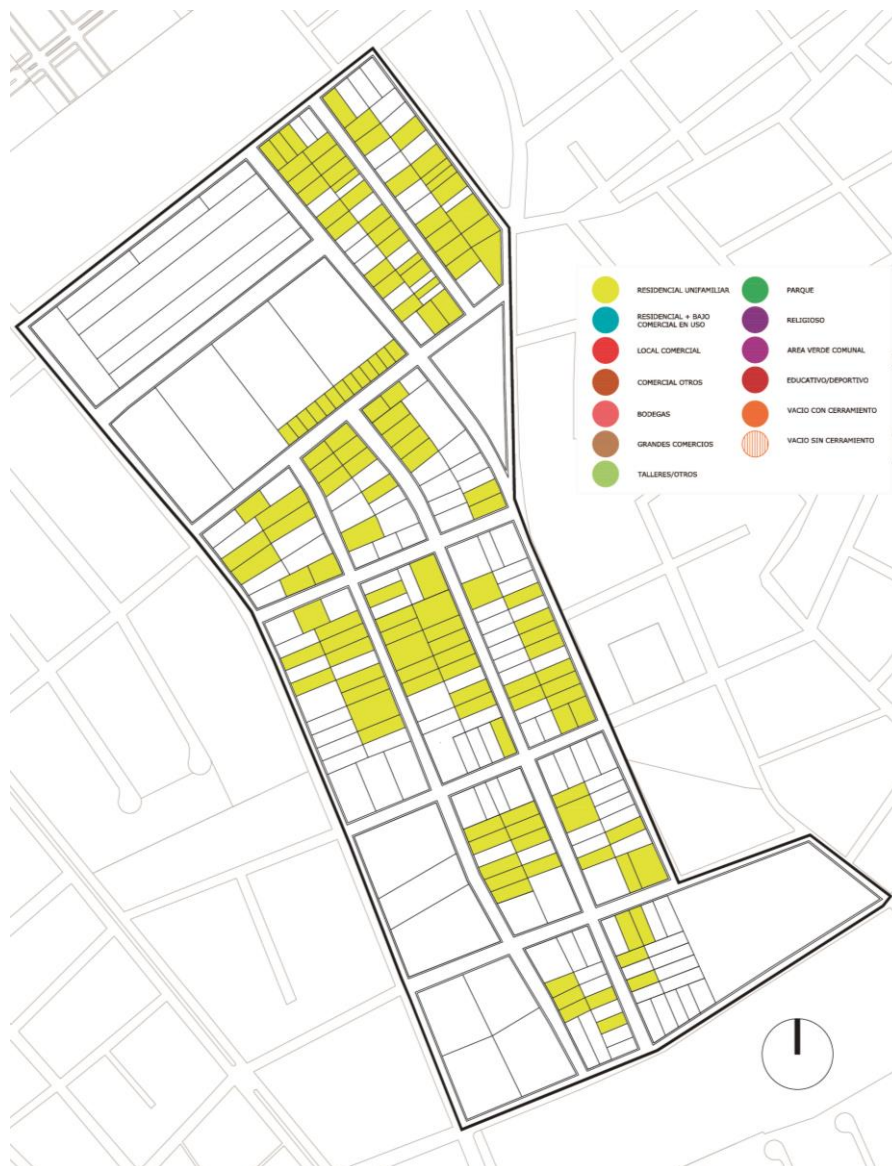 RESIDENCIAL UNIFAMILIAR
RESIDENCIAL + BAJO
COMERCIAL EN USO
LOCAL COMERCIAL
COMERCIAL OTROS
BODEGAS
GRANDES COMERCIOS
TALLERES/OTROS
PARQUE
RELIGIOSO
AREA VERDE COMUNAL
EDUCATIVO/DEPORTIVO
VACIO CON CERRAMIENTO
VACIO SIN CERRAMIENTO